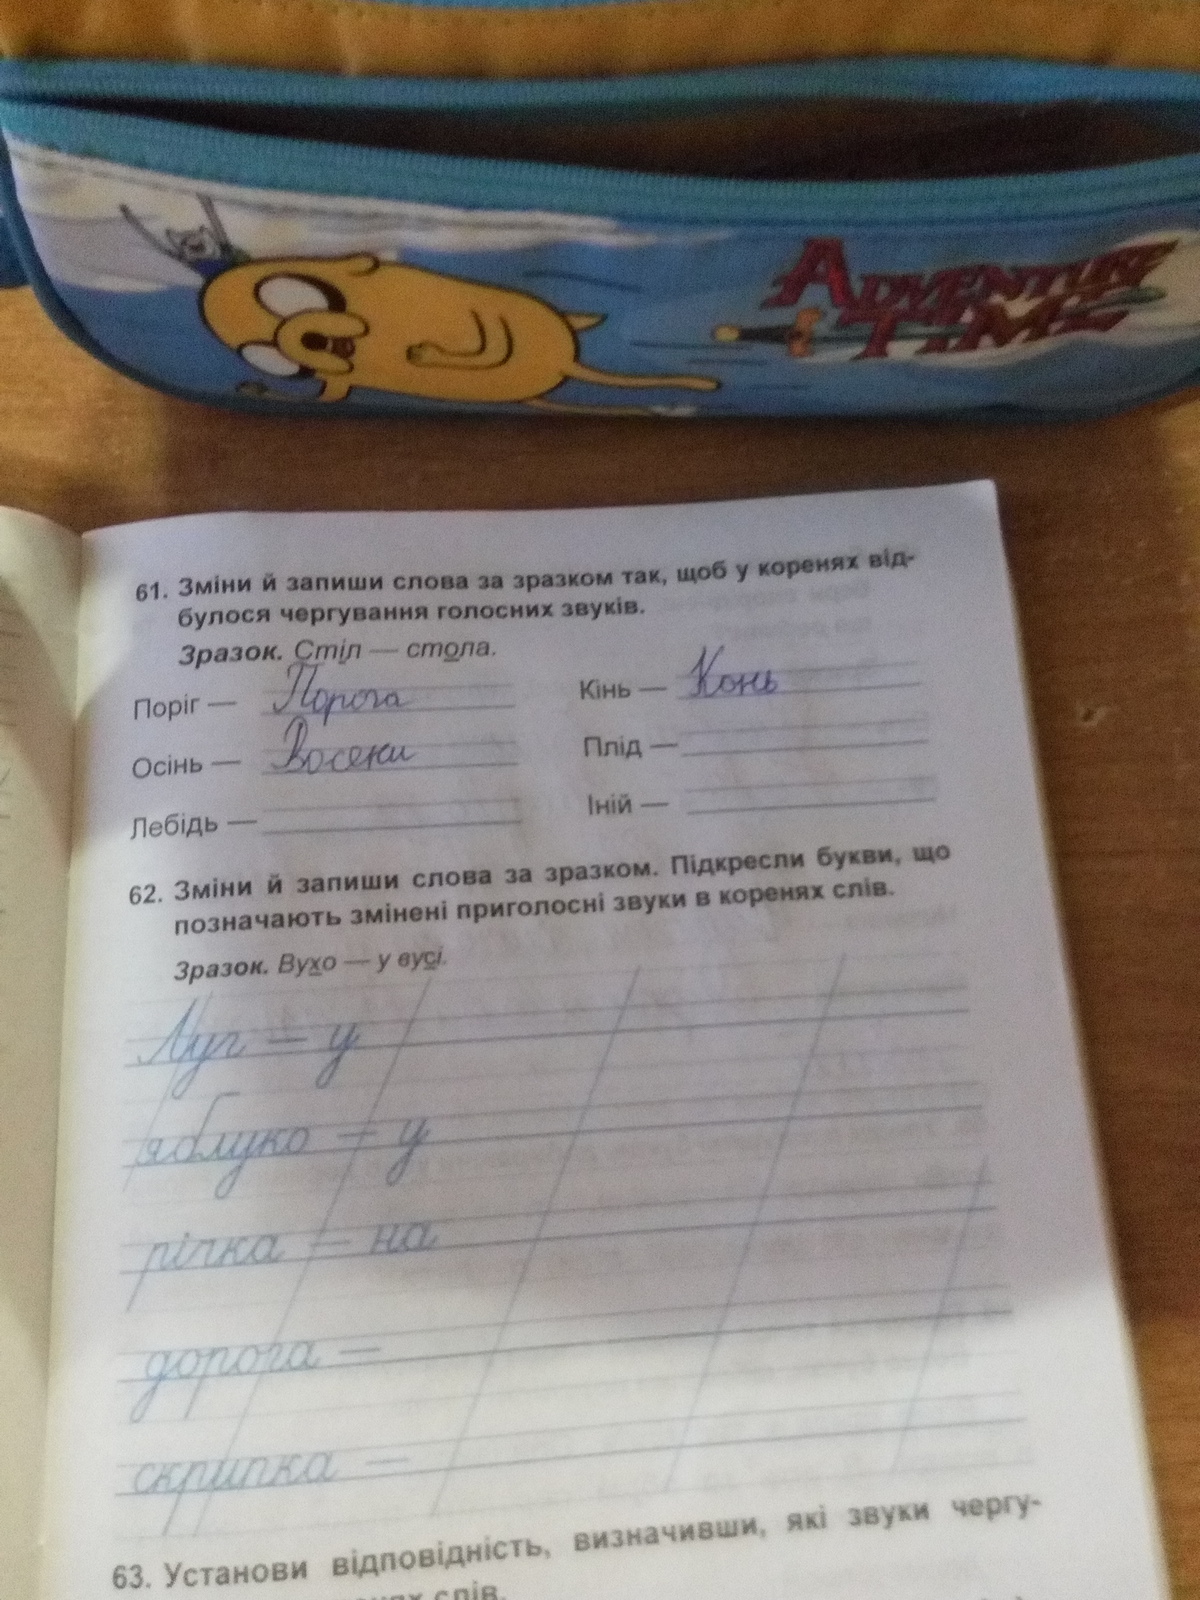 ADVENTURE
TIME
61. Зміни й запиши слова за зразком так, щоб у коренях від-
булося чергування голосних звуків.
Зразок. Стіл — стола.
Поріг — Порога
Кінь — Конь
Осінь — Восени
Плід —
Лебідь —
Іній —
62. Зміни й запиши слова за зразком. Підкресли букви, що
позначають змінені приголосні звуки в коренях слів.
Зразок. Вухо — у вусі.
Луг — у
яблуко — у
річка — на
дорога —
скрипка —
63. Установи відповідність, визначивши, які звуки чергу-
слів.